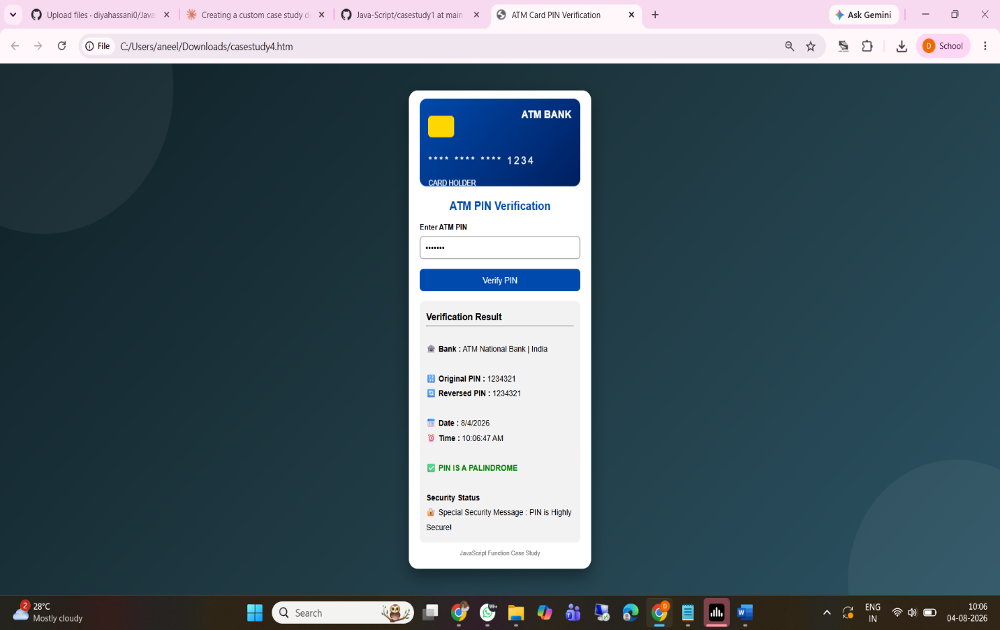 Upload files · diyahassani0/Java
Creating a custom case study d
Java-Script/casestudy1 at main
ATM Card PIN Verification
Ask Gemini
File
C:/Users/aneel/Downloads/casestudy4.htm
D
School
ATM BANK
**** **** **** 1234
CARD HOLDER
ATM PIN Verification
Enter ATM PIN
•••••••
Verify PIN
Verification Result
Bank : ATM National Bank | India
Original PIN : 1234321
Reversed PIN : 1234321
Date : 8/4/2026
Time : 10:06:47 AM
PIN IS A PALINDROME
Security Status
Special Security Message : PIN is Highly
Secure!
JavaScript Function Case Study
2
28°C
Mostly cloudy
Search
99+
D
ENG
IN
10:06
04-08-2026